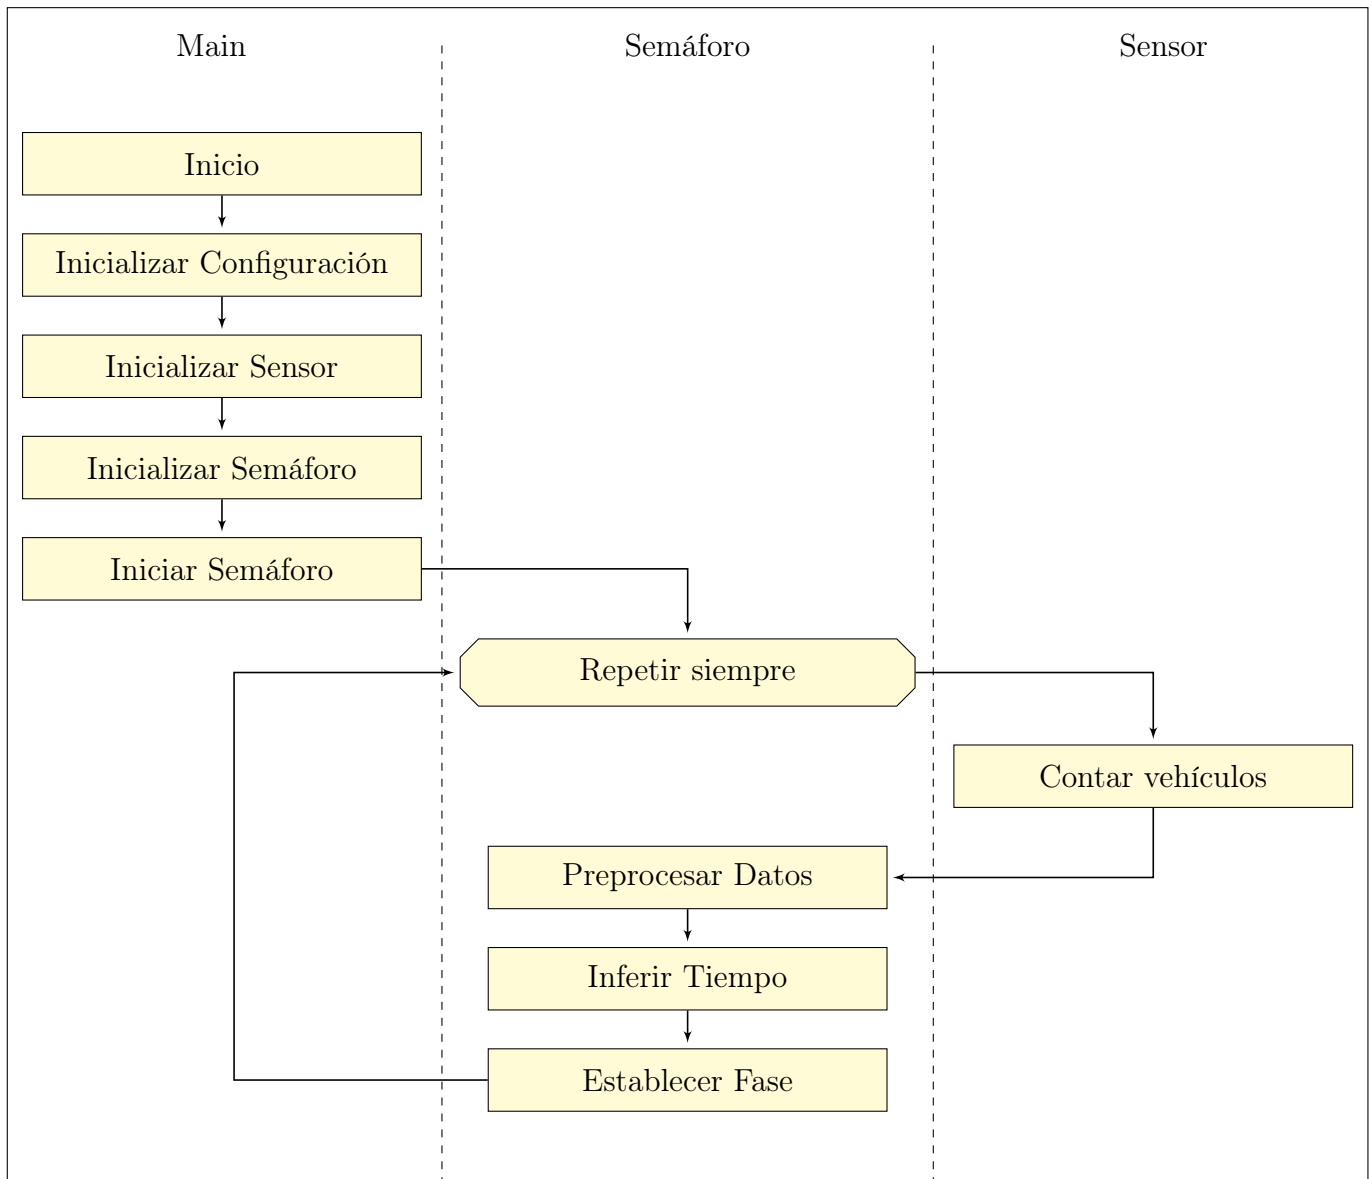 Main
Semáforo
Sensor
Inicio
Inicializar Configuración
Inicializar Sensor
Inicializar Semáforo
Iniciar Semáforo
Repetir siempre
Contar vehículos
Preprocesar Datos
Inferir Tiempo
Establecer Fase